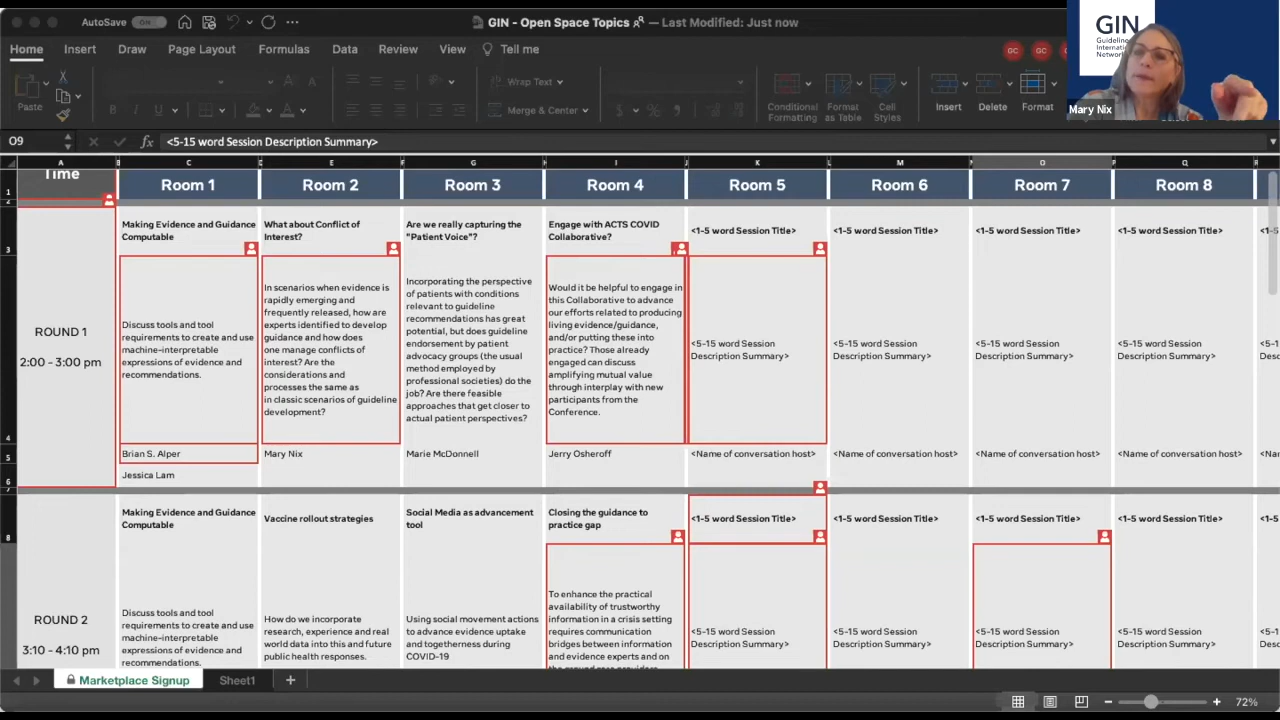 AutoSave ON
GIN - Open Space Topics — Last Modified: Just now
GIN
Guideline
Network
Home Insert Draw Page Layout Formulas Data Review View Tell me
GC GC
Paste
B I U
Wrap Text
Merge & Center
Conditional Formatting
Format as Table
Cell Styles
Insert
Delete
Format
Mary Nix
O9 fx <5-15 word Session Description Summary>
A B C E F G I J K L M O P Q R
1
Time
Room 1 Room 2 Room 3 Room 4 Room 5 Room 6 Room 7 Room 8
2
3
Making Evidence and Guidance
Computable
What about Conflict of
Interest?
Are we really capturing the
"Patient Voice"?
Engage with ACTS COVID
Collaborative?
<1-5 word Session Title>
<1-5 word Session Title>
<1-5 word Session Title>
<1-5 word Session Title>
4
ROUND 1
2:00 - 3:00 pm
Discuss tools and tool
requirements to create and use
machine-interpretable
expressions of evidence and
recommendations.
In scenarios when evidence is
rapidly emerging and
frequently released, how are
experts identified to develop
guidance and how does
one manage conflicts of
interest? Are the
considerations and
processes the same as
in classic scenarios of guideline
development?
Incorporating the perspective
of patients with conditions
relevant to guideline
recommendations has great
potential, but does guideline
endorsement by patient
advocacy groups (the usual
method employed by
professional societies) do the
job? Are there feasible
approaches that get closer to
actual patient perspectives?
Would it be helpful to engage in
this Collaborative to advance
our efforts related to producing
living evidence/guidance,
and/or putting these into
practice? Those already
engaged can discuss
amplifying mutual value
through interplay with new
participants from the
Conference.
<5-15 word Session
Description Summary>
<5-15 word Session
Description Summary>
<5-15 word Session
Description Summary>
<5-15 word Session
Description Summary>
5
Brian S. Alper
Mary Nix
Marie McDonnell
Jerry Osheroff
<Name of conversation host>
<Name of conversation host>
<Name of conversation host>
<Name of conversation host>
6
Jessica Lam
7
8
Making Evidence and Guidance
Computable
Vaccine rollout strategies
Social Media as advancement
tool
Closing the guidance to
practice gap
<1-5 word Session Title>
<1-5 word Session Title>
<1-5 word Session Title>
<1-5 word Session Title>
ROUND 2
3:10 - 4:10 pm
Discuss tools and tool
requirements to create and use
machine-interpretable
expressions of evidence and
recommendations.
How do we incorporate
research, experience and real
world data into this and future
public health responses.
Using social movement actions
to advance evidence uptake
and togetherness during
COVID-19
To enhance the practical
availability of trustworthy
information in a crisis setting
requires communication
bridges between information
and evidence experts and on
<5-15 word Session
Description Summary>
<5-15 word Session
Description Summary>
<5-15 word Session
Description Summary>
<5-15 word Session
Description Summary>
Marketplace Signup Sheet1 +
72%